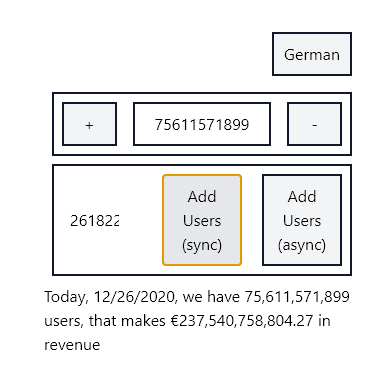 German
+
75611571899
-
261822
Add
Users
(sync)
Add
Users
(async)
Today, 12/26/2020, we have 75,611,571,899
users, that makes €237,540,758,804.27 in
revenue